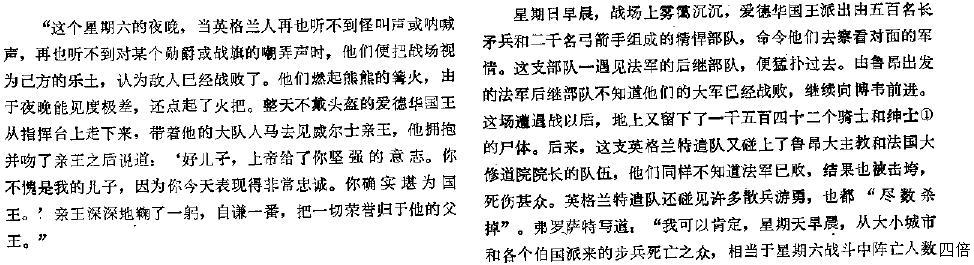 “这个星期六的夜晚，当英格兰人再也听不到怪叫声或呐喊
声，再也听不到对某个勋爵或战旗的嘲弄声时，他们便把战场视
为己方的乐土，认为敌人已经战败了。他们燃起熊熊的篝火，由
于夜晚能见度极差，还点起了火把。整天不戴头盔的爱德华国王
从指挥台上走下来，带着他的大队人马去见威尔士亲王，他拥抱
并吻了亲王之后说道：‘好儿子，上帝给了你坚强的意志。你
不愧是我的儿子，因为你今天表现得非常忠诚。你确实堪为国
王。’亲王深深地鞠了一躬，自谦一番，把一切荣誉归于他的父
王。”
星期日早晨，战场上雾霭沉沉，爱德华国王派出由五百名长
矛兵和二千名弓箭手组成的精悍部队，命令他们去察看对面的军
情。这支部队一遇见法军的后继部队，便猛扑过去。由鲁昂出发
的法军后继部队不知道他们的大军已经战败，继续向博韦前进。
这场遭遇战以后，地上又留下了一千五百四十二个骑士和绅士①
的尸体。后来，这支英格兰特遣队又碰上了鲁昂大主教和法国大
修道院院长的队伍，他们同样不知道法军已败，结果也被击垮，
死伤甚众。英格兰特遣队还碰见许多散兵游勇，也都“尽数杀
掉”。弗罗萨特写道：“我可以肯定，星期天早晨，从大小城市
和各个伯国派来的步兵死亡之众，相当于星期六战斗中阵亡人数四倍